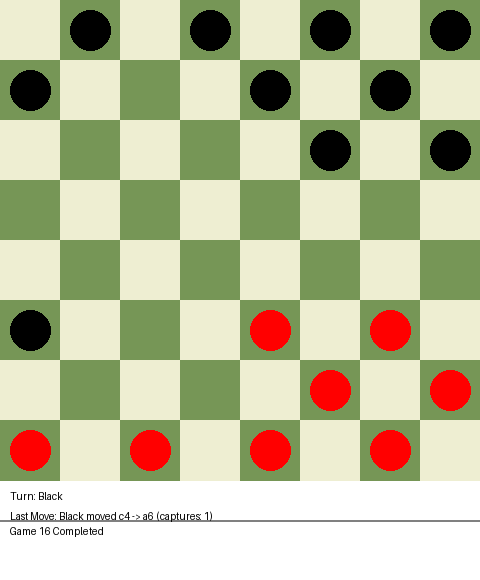 Turn: Black
Last Move: Black moved c4 -> a6 (captures: 1)
Game 16 Completed